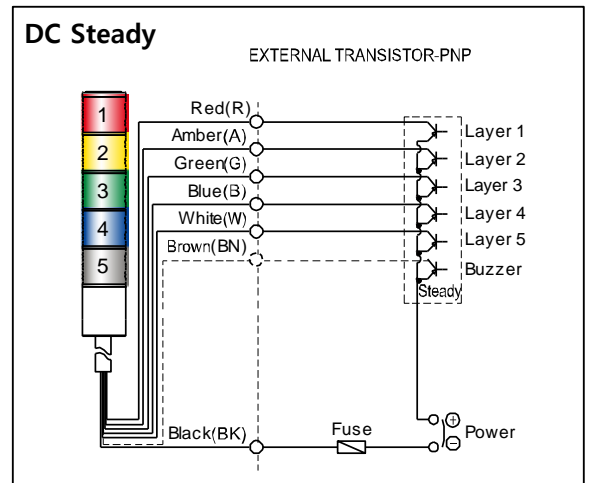 DC Steady
EXTERNAL TRANSISTOR-PNP
1
2
3
4
5
Red(R)
Amber(A)
Green(G)
Blue(B)
White(W)
Brown(BN)
Layer 1
Layer 2
Layer 3
Layer 4
Layer 5
Buzzer
Steady
Black(BK)
Fuse
+
−
Power